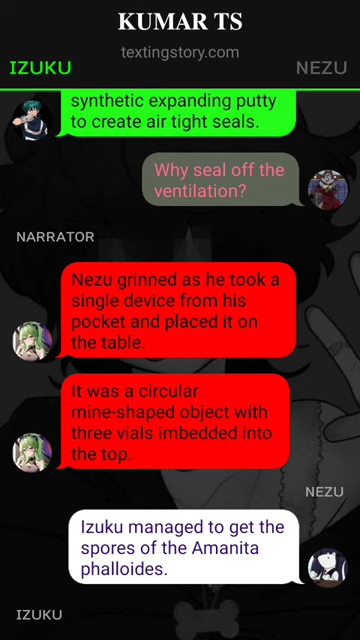 KUMAR TS
textingstory.com
IZUKU
NEZU
synthetic expanding putty
to create air tight seals.
Why seal off the
ventilation?
NARRATOR
Nezu grinned as he took a
single device from his
pocket and placed it on
the table.
It was a circular
mine-shaped object with
three vials imbedded into
the top.
NEZU
Izuku managed to get the
spores of the Amanita
phalloides.
IZUKU